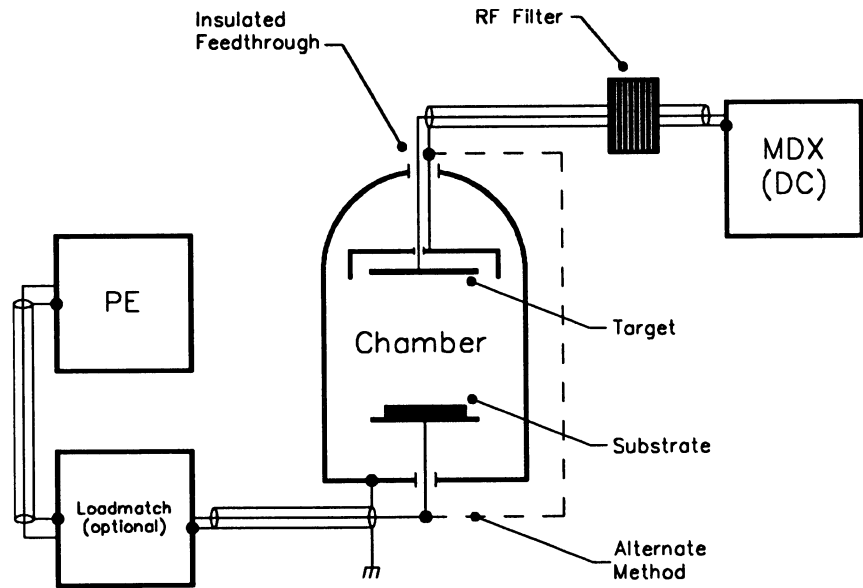 Insulated
Feedthrough
RF Filter
MDX
(DC)
PE
Target
Chamber
Substrate
Loadmatch
(optional)
Alternate
Method